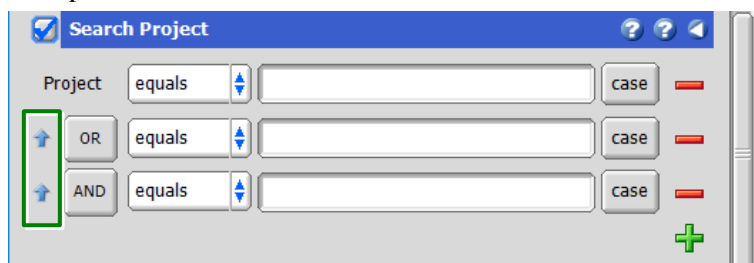 Search Project ? ?
Project equals case
OR equals case
AND equals case